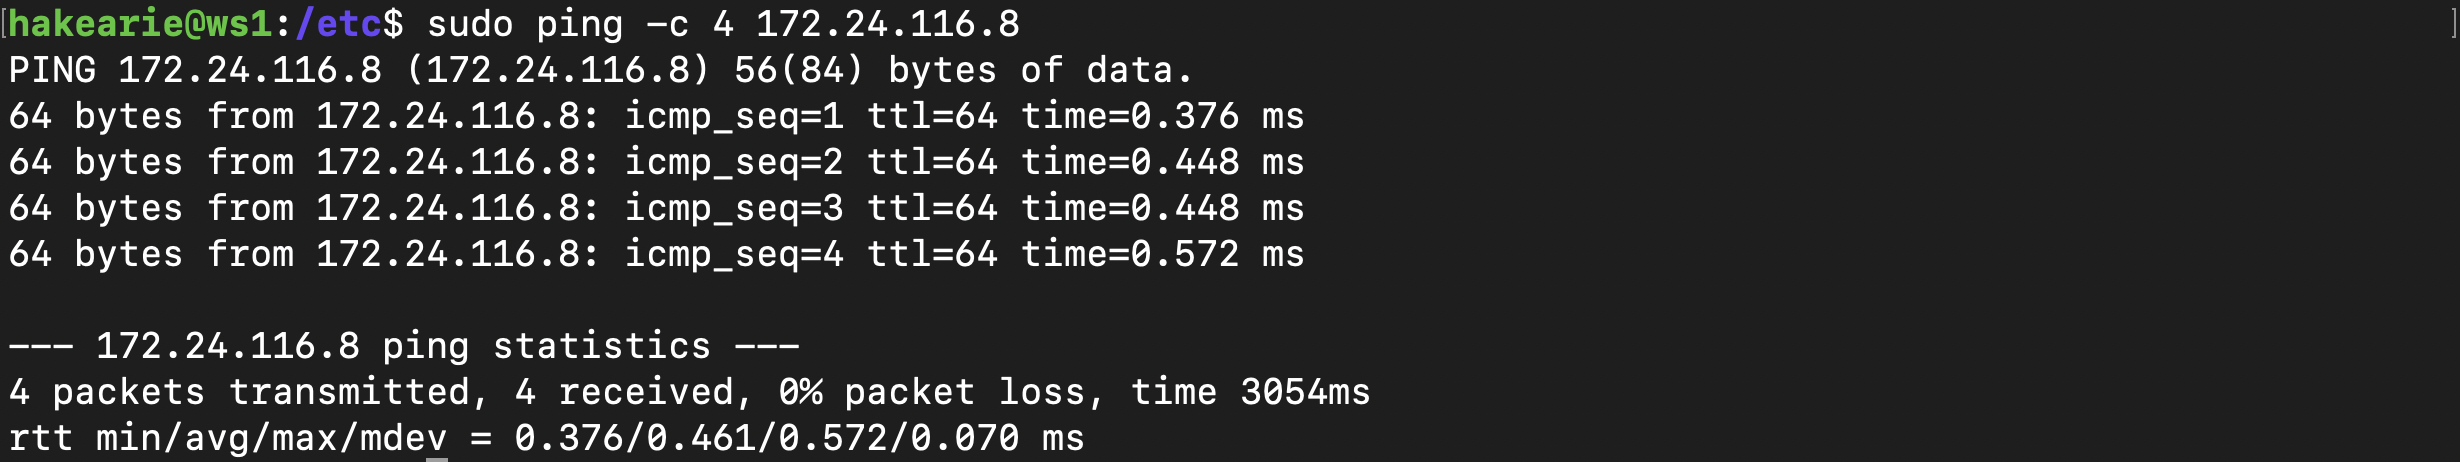 [hakearie@ws1:/etc$ sudo ping -c 4 172.24.116.8 ]
PING 172.24.116.8 (172.24.116.8) 56(84) bytes of data.
64 bytes from 172.24.116.8: icmp_seq=1 ttl=64 time=0.376 ms
64 bytes from 172.24.116.8: icmp_seq=2 ttl=64 time=0.448 ms
64 bytes from 172.24.116.8: icmp_seq=3 ttl=64 time=0.448 ms
64 bytes from 172.24.116.8: icmp_seq=4 ttl=64 time=0.572 ms
--- 172.24.116.8 ping statistics ---
4 packets transmitted, 4 received, 0% packet loss, time 3054ms
rtt min/avg/max/mdev = 0.376/0.461/0.572/0.070 ms